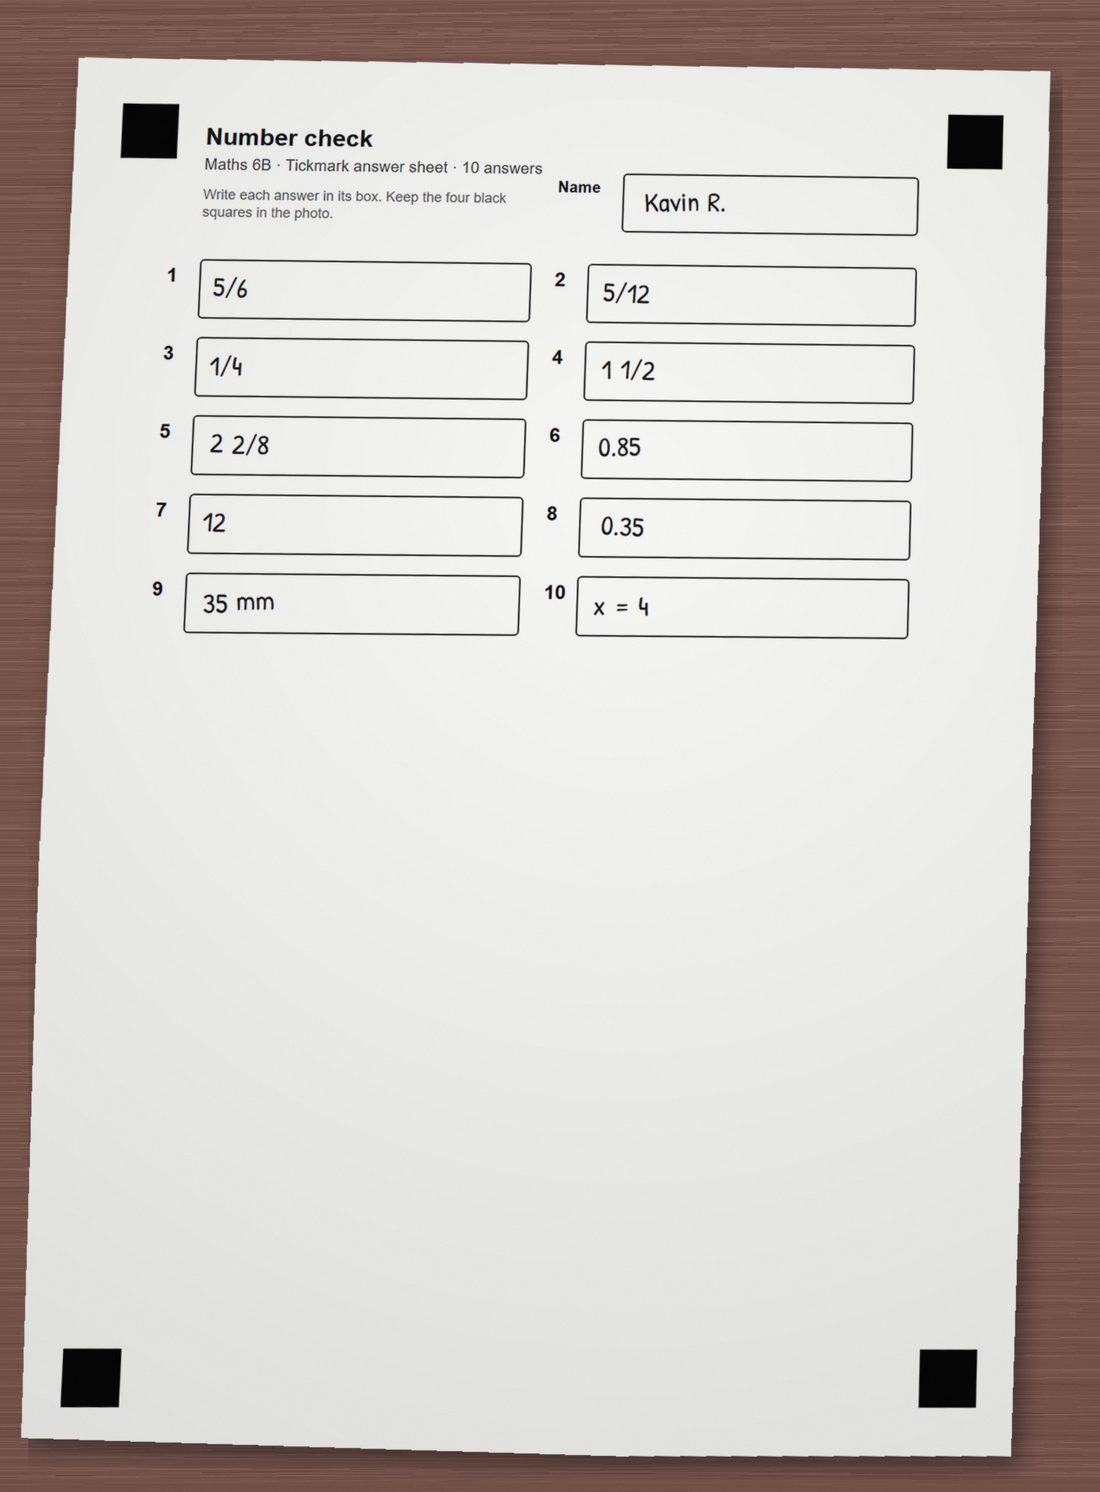 Number check
Maths 6B · Tickmark answer sheet · 10 answers
Write each answer in its box. Keep the four black
squares in the photo.
Name
Kavin R.
1 5/6
2 5/12
3 1/4
4 1 1/2
5 2 2/8
6 0.85
7 12
8 0.35
9 35 mm
10 x = 4